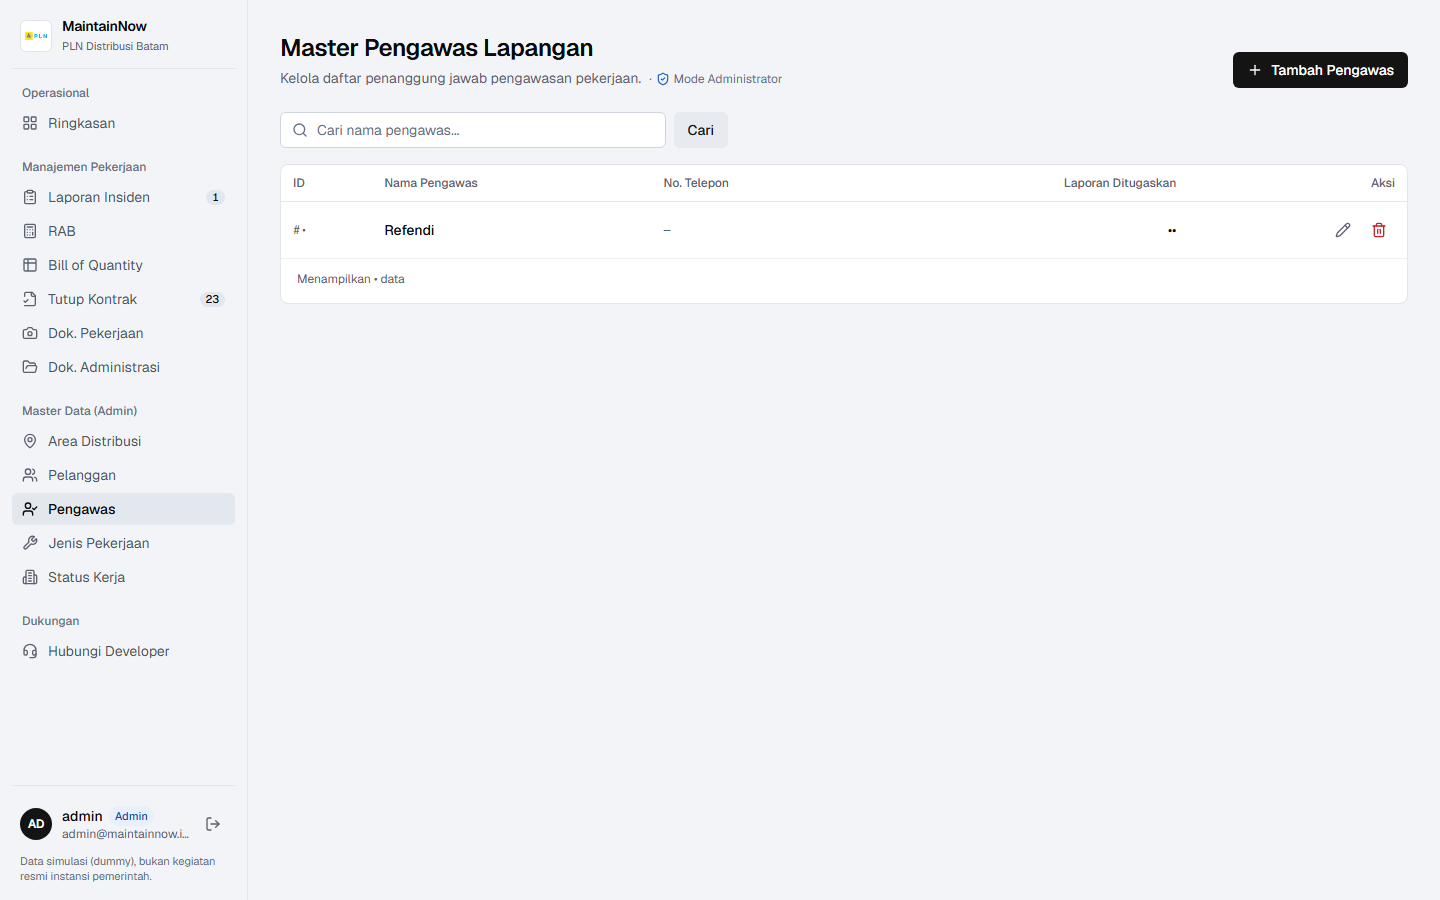 MaintainNow
PLN Distribusi Batam
Operasional
Ringkasan
Manajemen Pekerjaan
Laporan Insiden 1
RAB
Bill of Quantity
Tutup Kontrak 23
Dok. Pekerjaan
Dok. Administrasi
Master Data (Admin)
Area Distribusi
Pelanggan
Pengawas
Jenis Pekerjaan
Status Kerja
Dukungan
Hubungi Developer
AD
admin Admin
admin@maintainnow.i...
Data simulasi (dummy), bukan kegiatan
resmi instansi pemerintah.
Master Pengawas Lapangan
Kelola daftar penanggung jawab pengawasan pekerjaan. · Mode Administrator
Tambah Pengawas
Cari nama pengawas...
Cari
ID Nama Pengawas No. Telepon Laporan Ditugaskan Aksi
#• Refendi – ••
Menampilkan • data